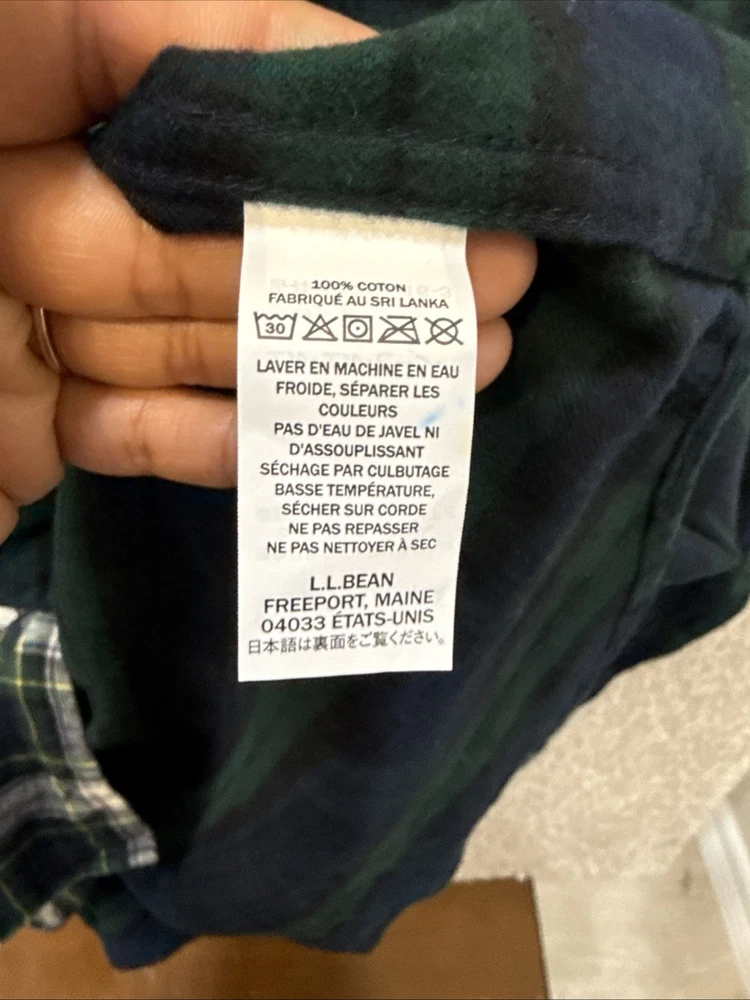 100% COTON
FABRIQUÉ AU SRI LANKA
30
LAVER EN MACHINE EN EAU
FROIDE, SÉPARER LES
COULEURS
PAS D'EAU DE JAVEL NI
D'ASSOUPLISSANT
SÉCHAGE PAR CULBUTAGE
BASSE TEMPÉRATURE,
SÉCHER SUR CORDE
NE PAS REPASSER
NE PAS NETTOYER À SEC
L.L.BEAN
FREEPORT, MAINE
04033 ÉTATS-UNIS
日本語は裏面をご覧ください。